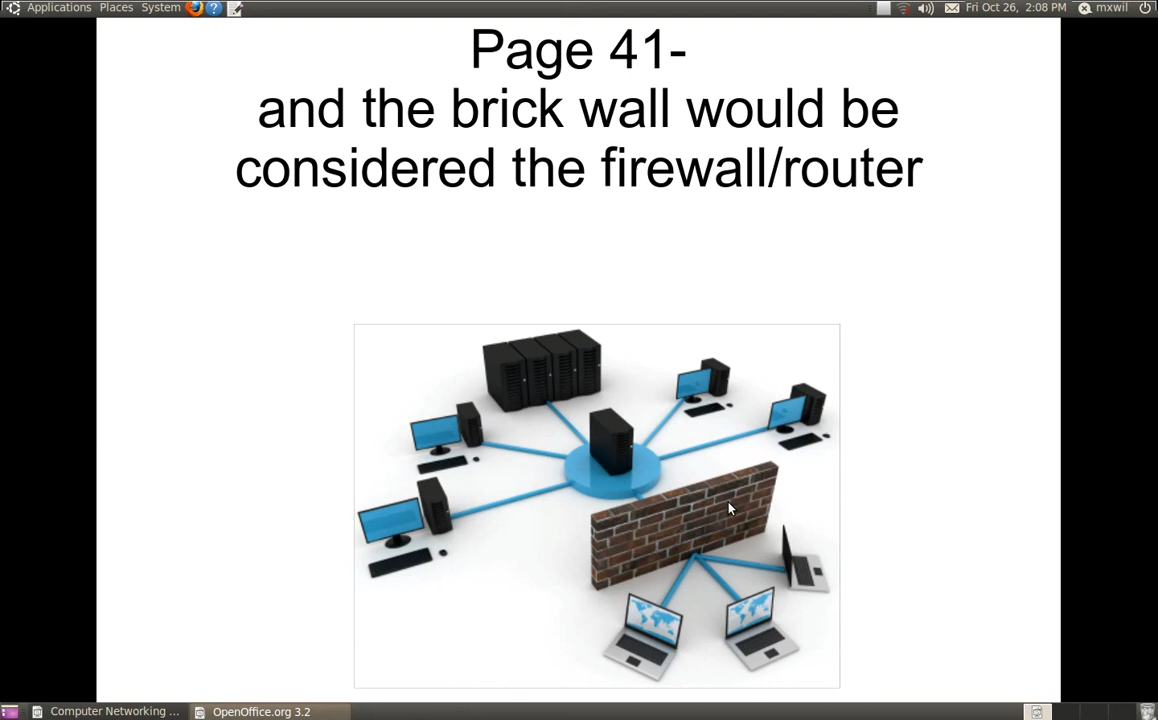 Applications Places System
Fri Oct 26, 2:08 PM mxwil
Page 41-
and the brick wall would be
considered the firewall/router
Computer Networking ... OpenOffice.org 3.2